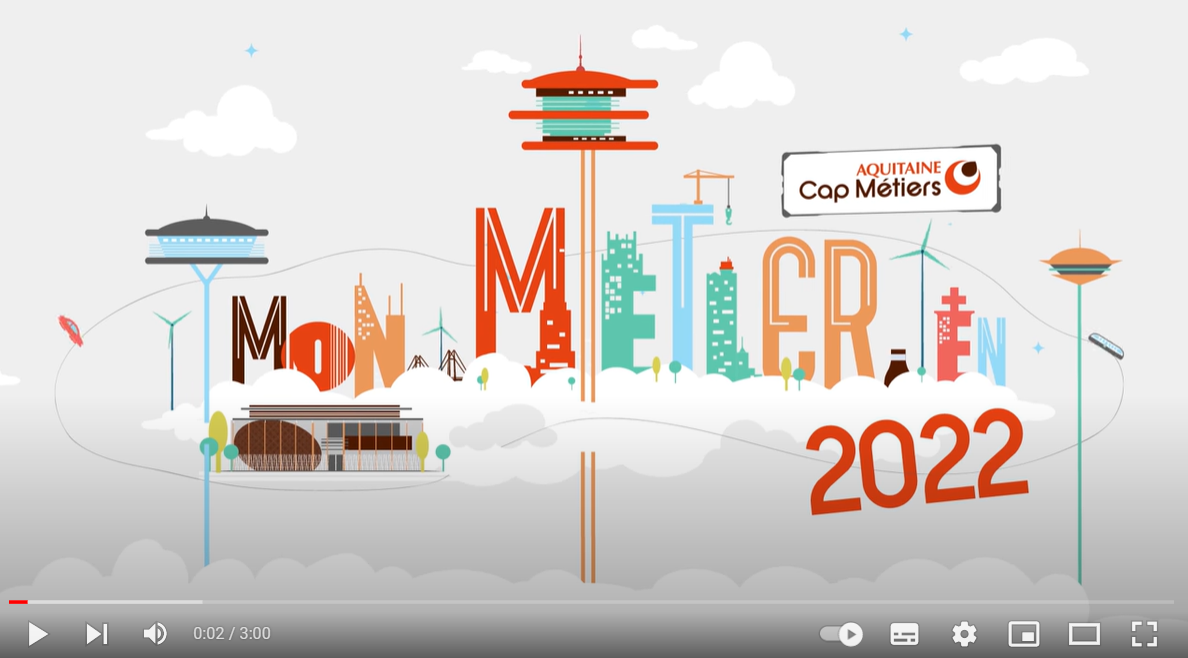 AQUITAINE
Cap Métiers
MON MÉTIER EN
2022
0:02 / 3:00